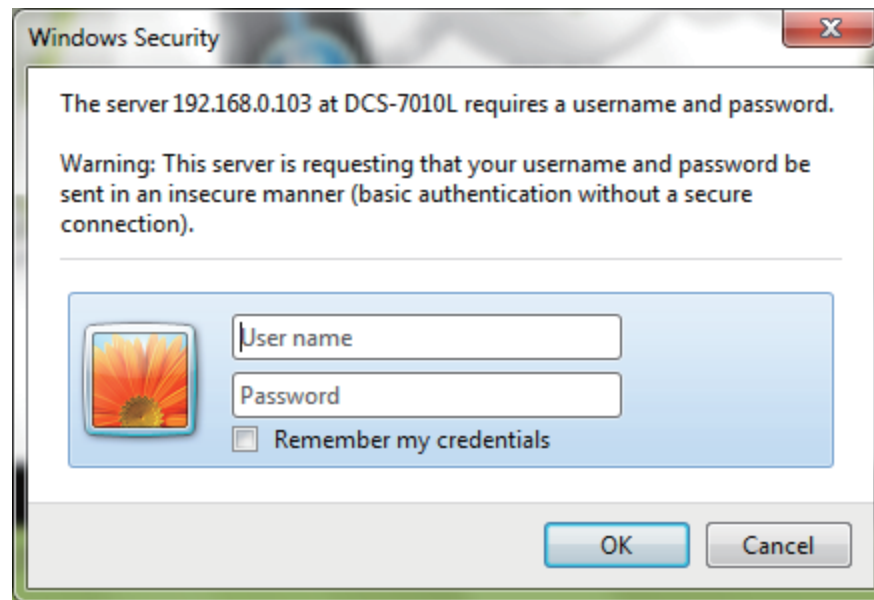 Windows Security
The server 192.168.0.103 at DCS-7010L requires a username and password.
Warning: This server is requesting that your username and password be
sent in an insecure manner (basic authentication without a secure
connection).
User name
Password
Remember my credentials
OK
Cancel